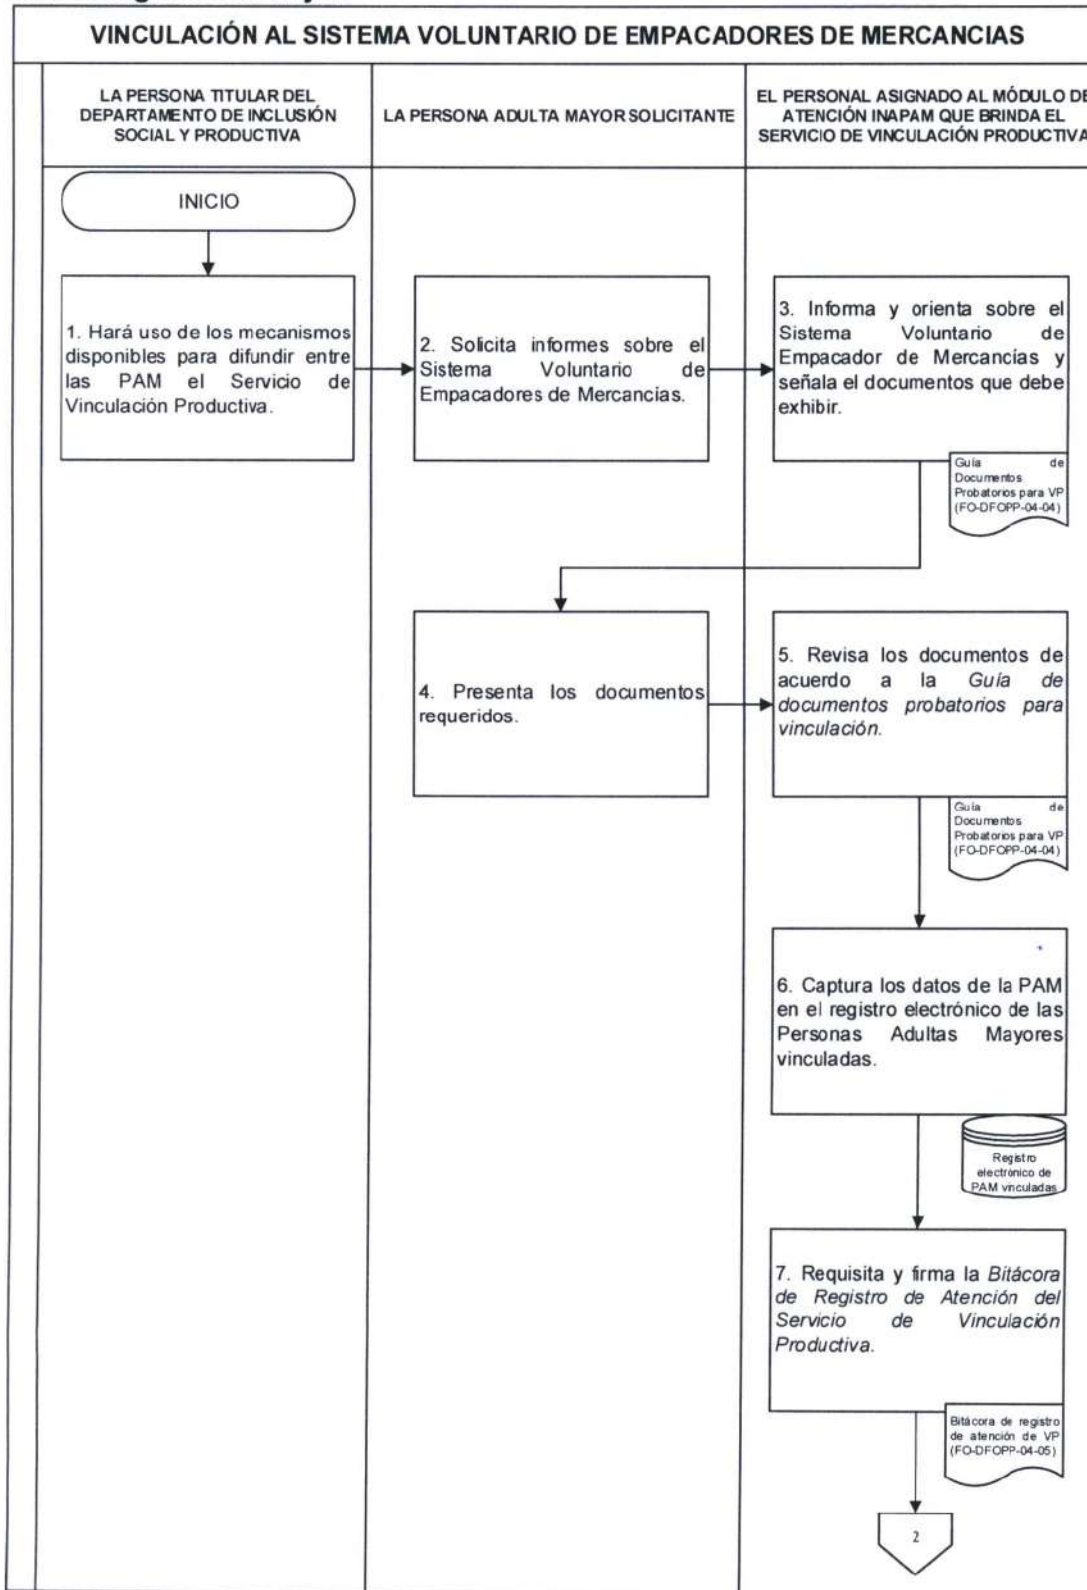 VINCULACIÓN AL SISTEMA VOLUNTARIO DE EMPACADORES DE MERCANCIAS
LA PERSONA TITULAR DEL
DEPARTAMENTO DE INCLUSIÓN
SOCIAL Y PRODUCTIVA
LA PERSONA ADULTA MAYOR SOLICITANTE
EL PERSONAL ASIGNADO AL MÓDULO DE
ATENCIÓN INAPAM QUE BRINDA EL
SERVICIO DE VINCULACIÓN PRODUCTIVA
INICIO
1. Hará uso de los mecanismos
disponibles para difundir entre
las PAM el Servicio de
Vinculación Productiva.
2. Solicita informes sobre el
Sistema Voluntario de
Empacadores de Mercancías.
3. Informa y orienta sobre el
Sistema Voluntario de
Empacador de Mercancías y
señala el documentos que debe
exhibir.
Guía de
Documentos
Probatorios para VP
(FO-DFOPP-04-04)
4. Presenta los documentos
requeridos.
5. Revisa los documentos de
acuerdo a la Guía de
documentos probatorios para
vinculación.
Guía de
Documentos
Probatorios para VP
(FO-DFOPP-04-04)
6. Captura los datos de la PAM
en el registro electrónico de las
Personas Adultas Mayores
vinculadas.
Registro
electrónico de
PAM vinculadas
7. Requisita y firma la Bitácora
de Registro de Atención del
Servicio de Vinculación
Productiva.
Bitácora de registro
de atención de VP
(FO-DFOPP-04-05)
2